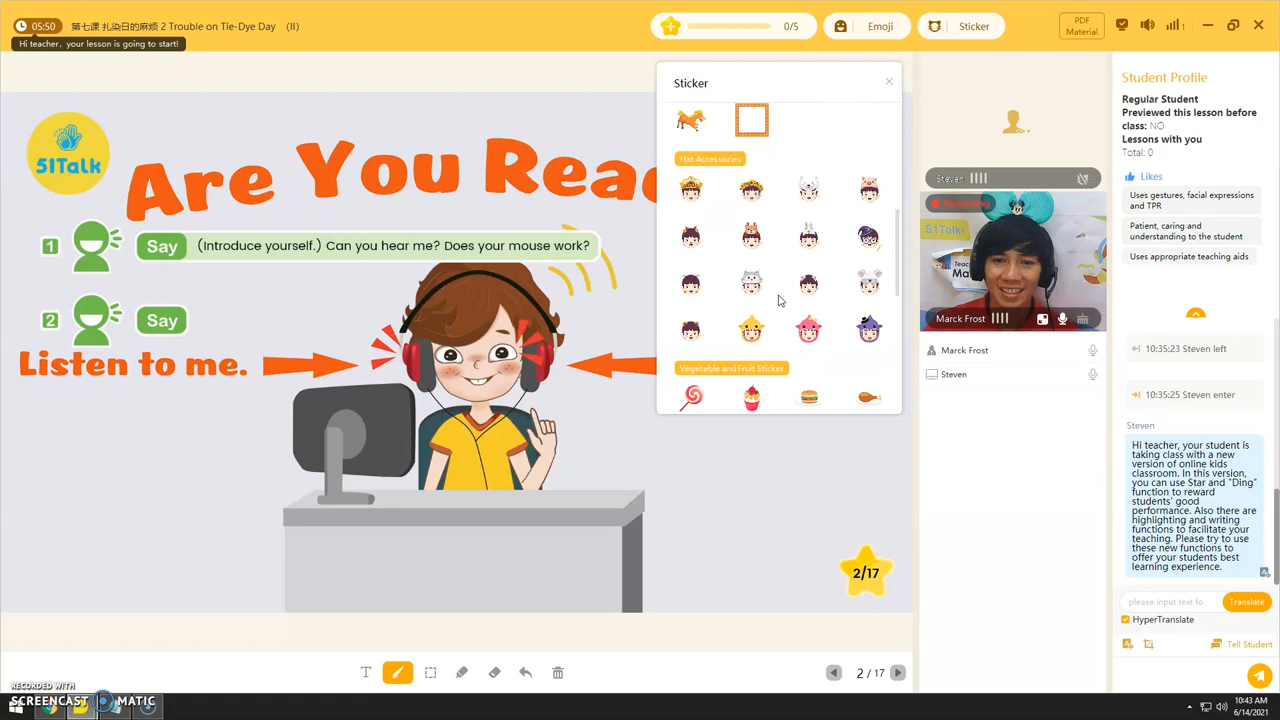 05:50 第七课 扎染日的麻烦 2 Trouble on Tie-Dye Day (II)
Hi teacher, your lesson is going to start!
0/5
Emoji
Sticker
PDF
Material
51Talk
Are You Rea
1 Say (Introduce yourself.) Can you hear me? Does your mouse work?
2 Say
Listen to me.
2/17
Sticker
Hat Accessories
Vegetable and Fruit Sticker
Steven
Recording
51Talk
Marck Frost
Marck Frost
Steven
Student Profile
Regular Student
Previewed this lesson before
class: NO
Lessons with you
Total: 0
Likes
Uses gestures, facial expressions
and TPR
Patient, caring and
understanding to the student
Uses appropriate teaching aids
10:35:23 Steven left
10:35:25 Steven enter
Steven
Hi teacher, your student is
taking class with a new
version of online kids
classroom. In this version,
you can use Star and "Ding"
function to reward
students' good
performance. Also there are
highlighting and writing
functions to facilitate your
teaching. Please try to use
these new functions to
offer your students best
learning experience.
please input text fo
Translate
HyperTranslate
Tell Student
T
2 / 17
RECORDED WITH
SCREENCAST MATIC
10:43 AM
6/14/2021